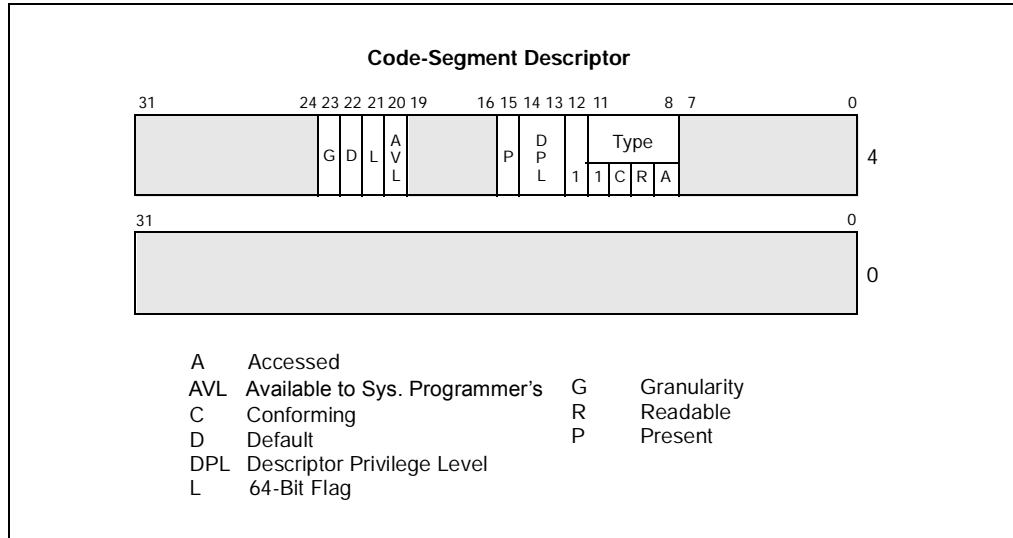 Code-Segment Descriptor
31 24 23 22 21 20 19 16 15 14 13 12 11 8 7 0
G D L AVL P DPL 1 Type 4
1 C R A
31 0
0
A Accessed
AVL Available to Sys. Programmer's G Granularity
C Conforming R Readable
D Default P Present
DPL Descriptor Privilege Level
L 64-Bit Flag